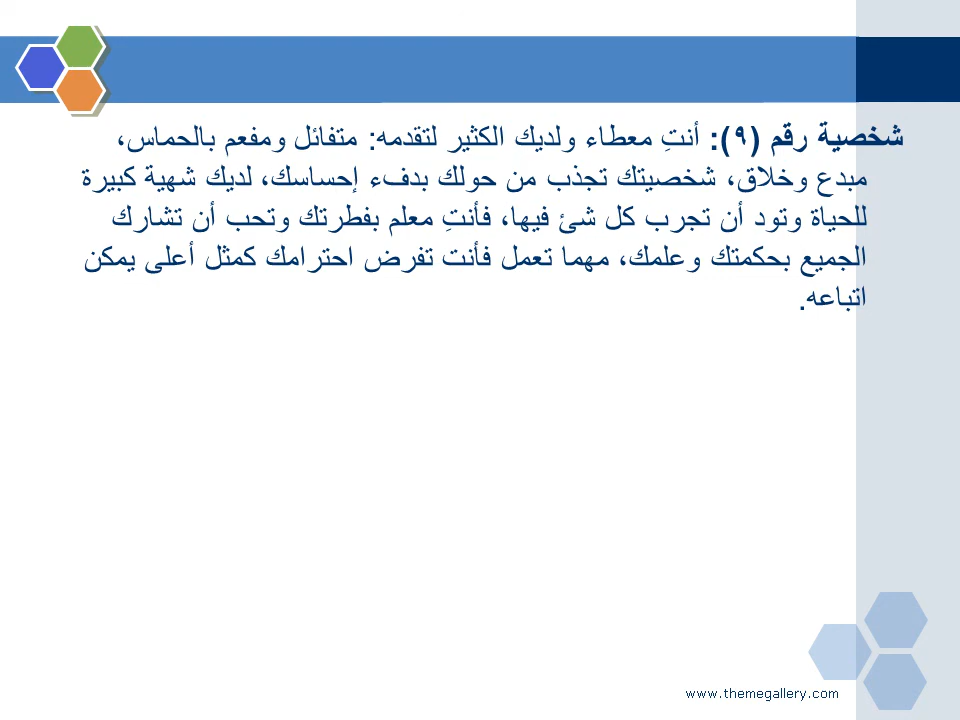 شخصية رقم (٩): أنتِ معطاء ولديك الكثير لتقدمه: متفائل ومفعم بالحماس،
مبدع وخلاق، شخصيتك تجذب من حولك بدفء إحساسك، لديك شهية كبيرة
للحياة وتود أن تجرب كل شئ فيها، فأنتِ معلم بفطرتك وتحب أن تشارك
الجميع بحكمتك وعلمك، مهما تعمل فأنت تفرض احترامك كمثل أعلى يمكن
اتباعه.
www.themegallery.com